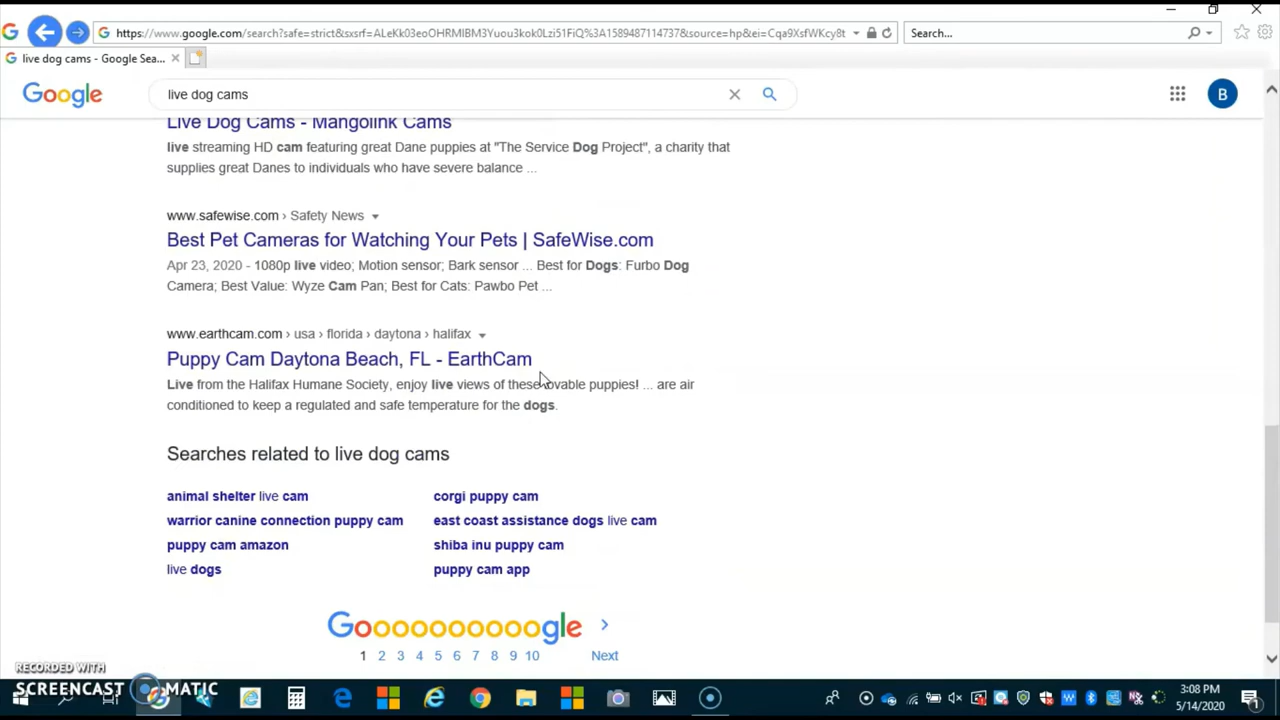 https://www.google.com/search?safe=strict&sxsrf=ALeKk03eoOHRMIBM3Yuou3kok0Lzi51FiQ%3A1589487114737&source=hp&ei=Cqa9XsfWKcy8t
Search...
live dog cams - Google Sea...
Google
live dog cams
B
Live Dog Cams - Mangolink Cams
live streaming HD cam featuring great Dane puppies at "The Service Dog Project", a charity that
supplies great Danes to individuals who have severe balance ...
www.safewise.com › Safety News
Best Pet Cameras for Watching Your Pets | SafeWise.com
Apr 23, 2020 - 1080p live video; Motion sensor; Bark sensor ... Best for Dogs: Furbo Dog
Camera; Best Value: Wyze Cam Pan; Best for Cats: Pawbo Pet ...
www.earthcam.com › usa › florida › daytona › halifax
Puppy Cam Daytona Beach, FL - EarthCam
Live from the Halifax Humane Society, enjoy live views of these lovable puppies! ... are air
conditioned to keep a regulated and safe temperature for the dogs.
Searches related to live dog cams
animal shelter live cam
corgi puppy cam
warrior canine connection puppy cam
east coast assistance dogs live cam
puppy cam amazon
shiba inu puppy cam
live dogs
puppy cam app
Goooooooooogle
1 2 3 4 5 6 7 8 9 10 Next
RECORDED WITH
SCREENCAST MATIC
3:08 PM
5/14/2020